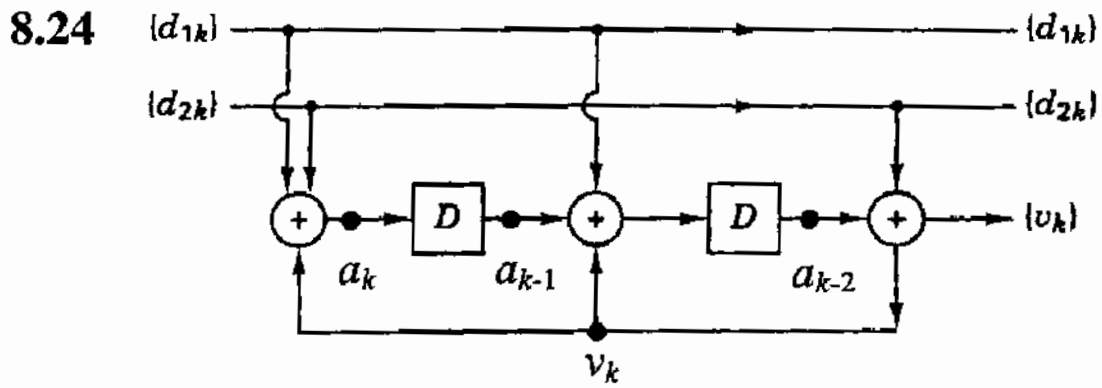 8.24 {d₁ₖ} {d₁ₖ}
{d₂ₖ} {d₂ₖ}
+ D + D + {vₖ}
aₖ aₖ₋₁ aₖ₋₂
vₖ